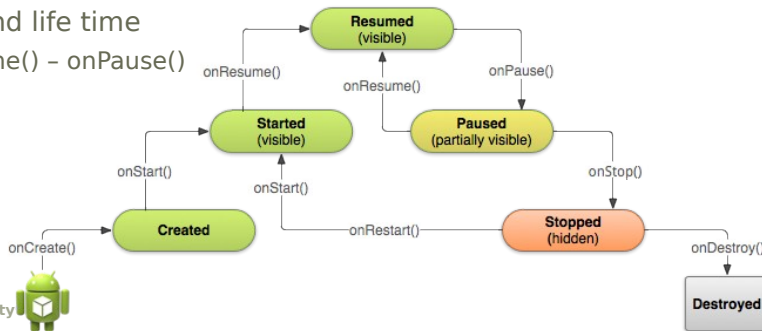 nd life time
ne() – onPause()
Resumed
(visible)
onResume()
onResume()
onPause()
Started
(visible)
Paused
(partially visible)
onStart()
onStart()
onStop()
Created
onRestart()
Stopped
(hidden)
onCreate()
onDestroy()
ty
Destroyed